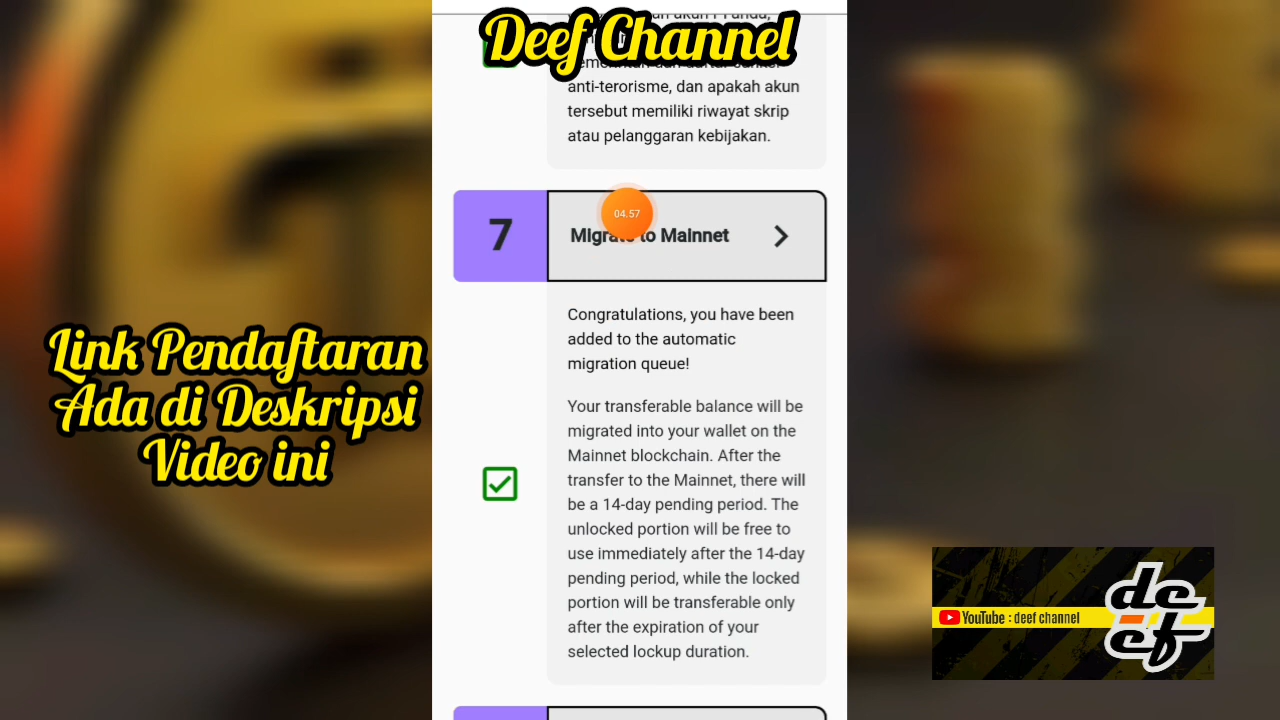 Deef Channel
anti-terorisme, dan apakah akun
tersebut memiliki riwayat skrip
atau pelanggaran kebijakan.
7
04.57
to Mainnet
Congratulations, you have been
added to the automatic
migration queue!
Your transferable balance will be
migrated into your wallet on the
Mainnet blockchain. After the
transfer to the Mainnet, there will
be a 14-day pending period. The
unlocked portion will be free to
use immediately after the 14-day
pending period, while the locked
portion will be transferable only
after the expiration of your
selected lockup duration.
Link Pendaftaran
Ada di Deskripsi
Video ini
YouTube : deef channel
de
ef